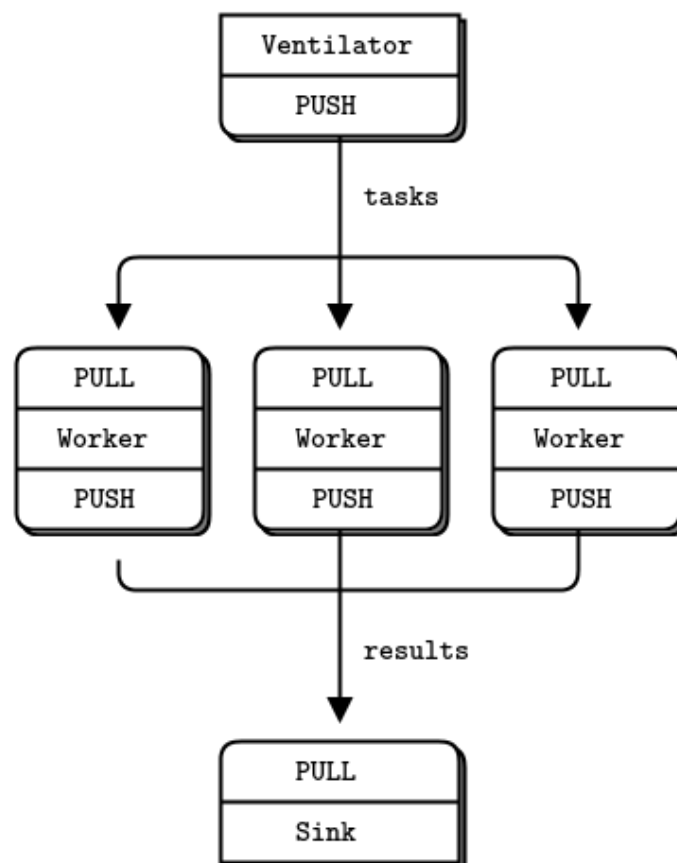 Ventilator
PUSH
tasks
PULL PULL PULL
Worker Worker Worker
PUSH PUSH PUSH
results
PULL
Sink